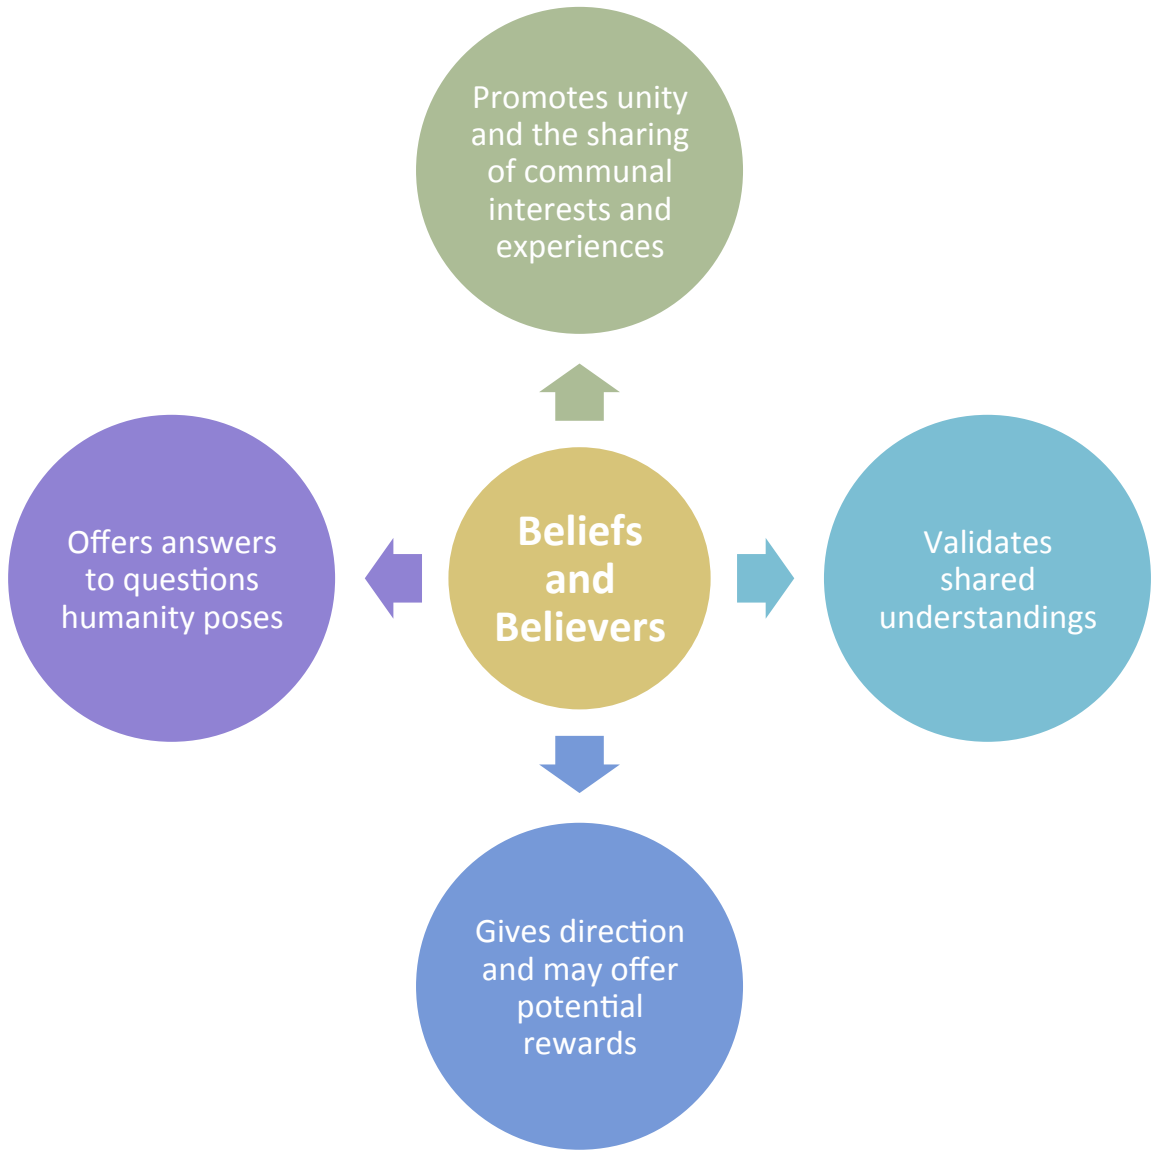 Promotes unity
and the sharing
of communal
interests and
experiences
Offers answers
to questions
humanity poses
Beliefs
and
Believers
Validates
shared
understandings
Gives direction
and may offer
potential
rewards